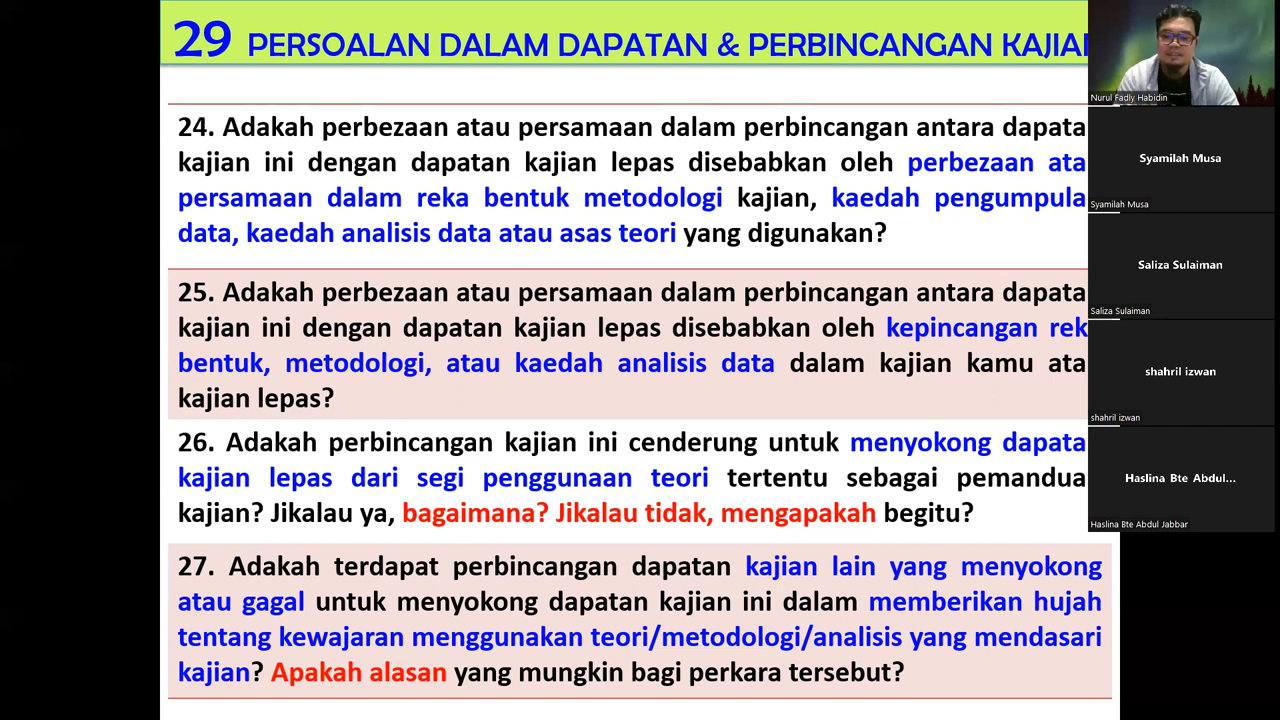 29 PERSOALAN DALAM DAPATAN & PERBINCANGAN KAJIA
24. Adakah perbezaan atau persamaan dalam perbincangan antara dapata
kajian ini dengan dapatan kajian lepas disebabkan oleh perbezaan ata
persamaan dalam reka bentuk metodologi kajian, kaedah pengumpula
data, kaedah analisis data atau asas teori yang digunakan?
25. Adakah perbezaan atau persamaan dalam perbincangan antara dapata
kajian ini dengan dapatan kajian lepas disebabkan oleh kepincangan rek
bentuk, metodologi, atau kaedah analisis data dalam kajian kamu ata
kajian lepas?
26. Adakah perbincangan kajian ini cenderung untuk menyokong dapata
kajian lepas dari segi penggunaan teori tertentu sebagai pemandua
kajian? Jikalau ya, bagaimana? Jikalau tidak, mengapakah begitu?
27. Adakah terdapat perbincangan dapatan kajian lain yang menyokong
atau gagal untuk menyokong dapatan kajian ini dalam memberikan hujah
tentang kewajaran menggunakan teori/metodologi/analisis yang mendasari
kajian? Apakah alasan yang mungkin bagi perkara tersebut?
Nurul Fadly Habidin
Syamilah Musa
Syamilah Musa
Saliza Sulaiman
Saliza Sulaiman
shahril izwan
shahril izwan
Haslina Bte Abdul...
Haslina Bte Abdul Jabbar